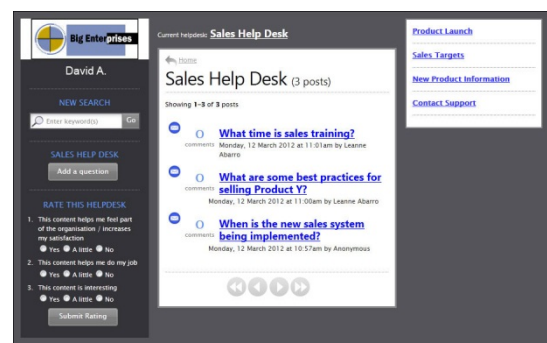 Big Enterprises
David A.
NEW SEARCH
Enter keyword(s) Go
SALES HELP DESK
Add a question
RATE THIS HELPDESK
1. This content helps me feel part
of the organisation / increases
my satisfaction
Yes A little No
2. This content helps me do my job
Yes A little No
3. This content is interesting
Yes A little No
Submit Rating
Current helpdesk: Sales Help Desk
Home
Sales Help Desk (3 posts)
Showing 1-3 of 3 posts
0 comments
What time is sales training?
Monday, 12 March 2012 at 11:01am by Leanne
Abarro
0 comments
What are some best practices for
selling Product Y?
Monday, 12 March 2012 at 11:00am by Leanne Abarro
0 comments
When is the new sales system
being implemented?
Monday, 12 March 2012 at 10:57am by Anonymous
Product Launch
Sales Targets
New Product Information
Contact Support